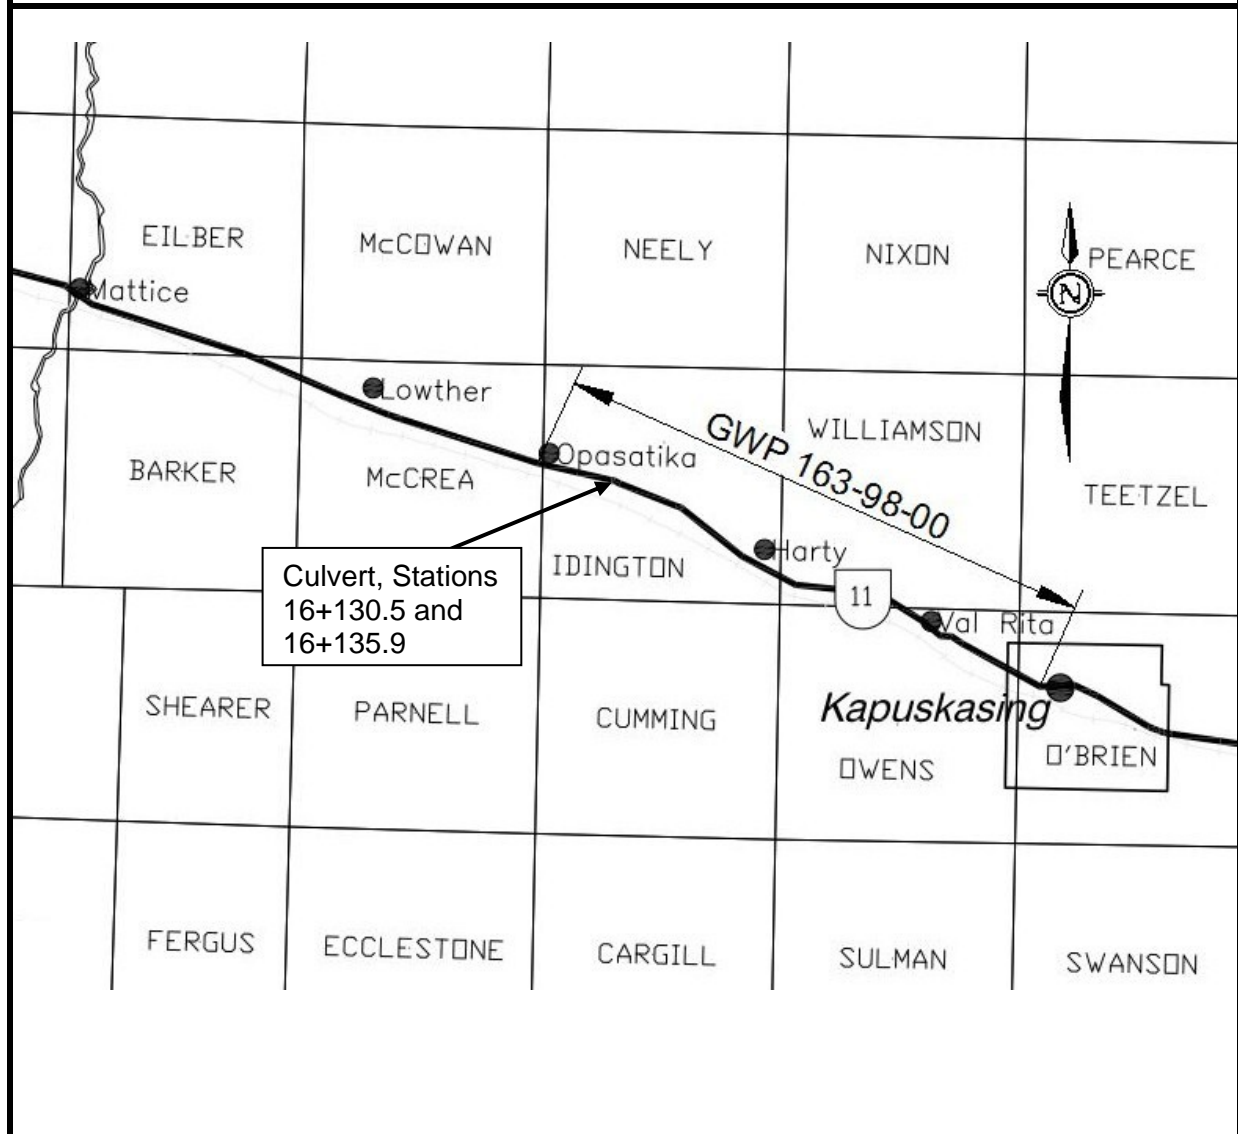 EILBER
McCOWAN
NEELY
NIXON
PEARCE
N
Mattice
Lowther
GWP 163-98-00
WILLIAMSON
Opasatika
BARKER
McCREA
TEETZEL
Harty
IDINGTON
Culvert, Stations
16+130.5 and
16+135.9
11
Val Rita
SHEARER
PARNELL
CUMMING
Kapuskasing
OWENS
O'BRIEN
FERGUS
ECCLESTONE
CARGILL
SULMAN
SWANSON